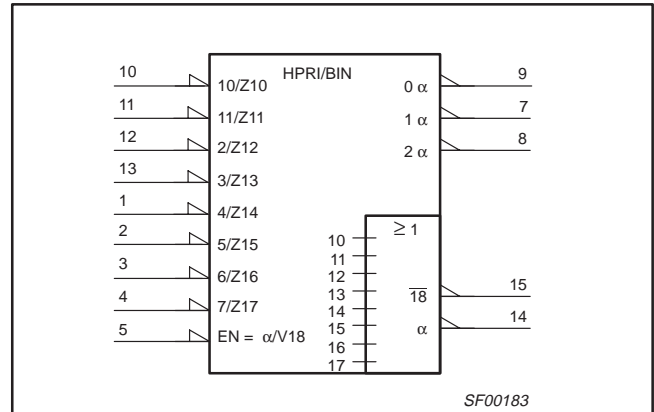 HPRI/BIN
10 10/Z10 0 α 9
11 11/Z11 1 α 7
12 2/Z12 2 α 8
13 3/Z13
1 4/Z14
2 5/Z15
3 6/Z16
4 7/Z17
5 EN = α/V18
≥ 1
10
11
12
13
14
15
16
17
1̅8̅ 15
α 14
SF00183